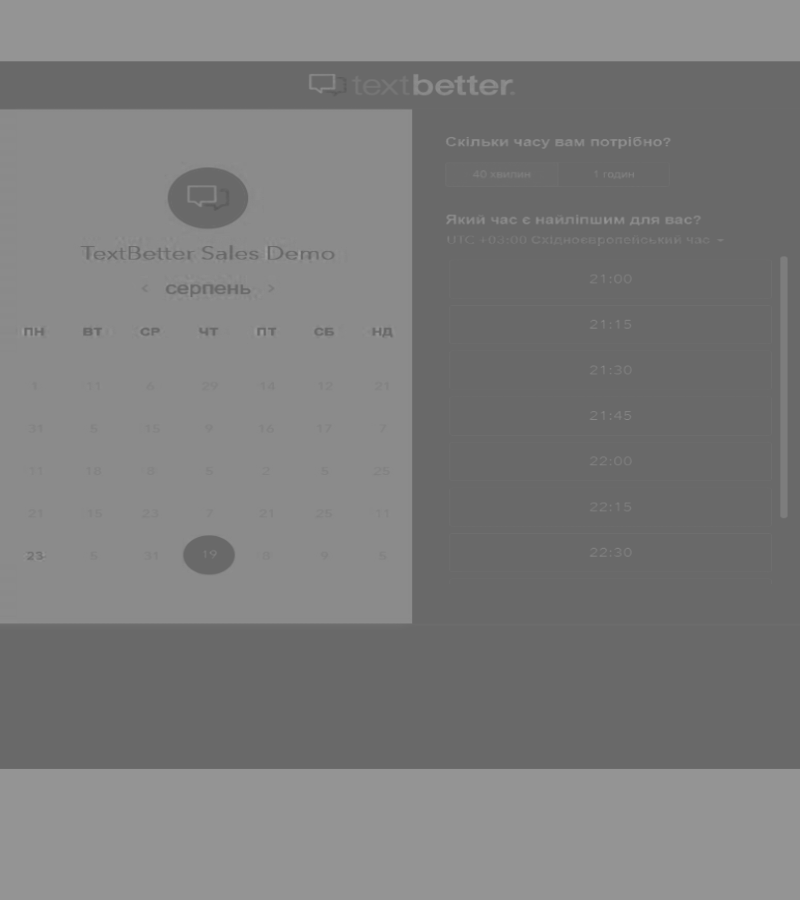 textbetter.
TextBetter Sales Demo
< серпень >
ПН ВТ СР ЧТ ПТ СБ НД
1 11 6 29 14 12 21
31 5 15 9 16 17 7
11 18 8 5 2 5 25
21 15 23 7 21 25 11
23 5 31 19 3 9 5
Скільки часу вам потрібно?
40 хвилин 1 годин
Який час є найліпшим для вас?
UTC +03:00 Східноєвропейський час
21:00
21:15
21:30
21:45
22:00
22:15
22:30